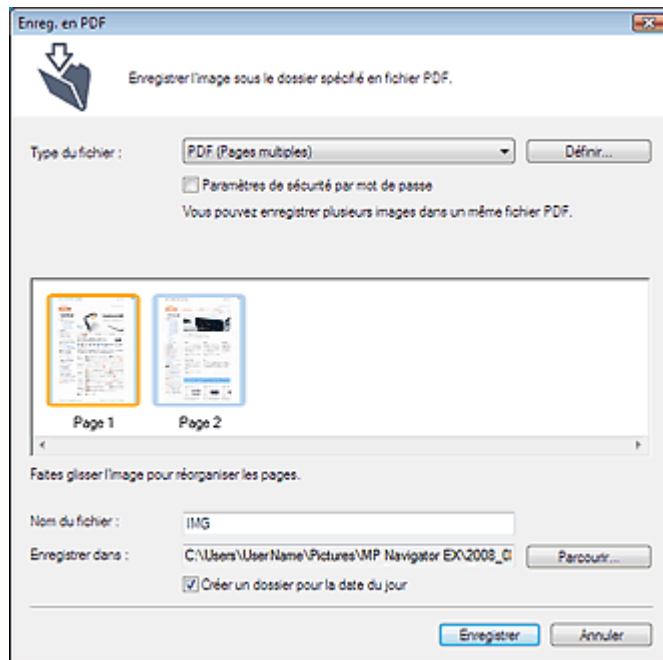 Enreg. en PDF
Enregistrer l'image sous le dossier spécifié en fichier PDF.
Type du fichier : PDF (Pages multiples) Définir...
Paramètres de sécurité par mot de passe
Vous pouvez enregistrer plusieurs images dans un même fichier PDF.
Page 1 Page 2
Faites glisser l'image pour réorganiser les pages.
Nom du fichier : IMG
Enregistrer dans : C:\Users\UserName\Pictures\MP Navigator EX\2008_0 Parcourir...
Créer un dossier pour la date du jour
Enregistrer Annuler